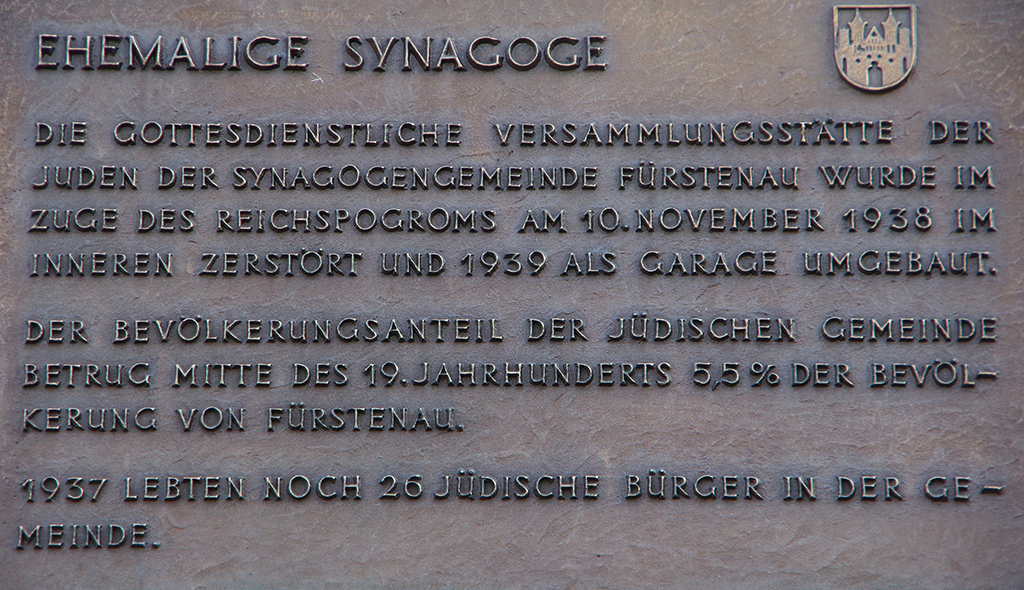 EHEMALIGE SYNAGOGE
DIE GOTTESDIENSTLICHE VERSAMMLUNGSSTÄTTE DER
JUDEN DER SYNAGOGENGEMEINDE FÜRSTENAU WURDE IM
ZUGE DES REICHSPOGROMS AM 10. NOVEMBER 1938 IM
INNEREN ZERSTÖRT UND 1939 ALS GARAGE UMGEBAUT.
DER BEVÖLKERUNGSANTEIL DER JÜDISCHEN GEMEINDE
BETRUG MITTE DES 19. JAHRHUNDERTS 5,5 % DER BEVÖL-
KERUNG VON FÜRSTENAU.
1937 LEBTEN NOCH 26 JÜDISCHE BÜRGER IN DER GE-
MEINDE.